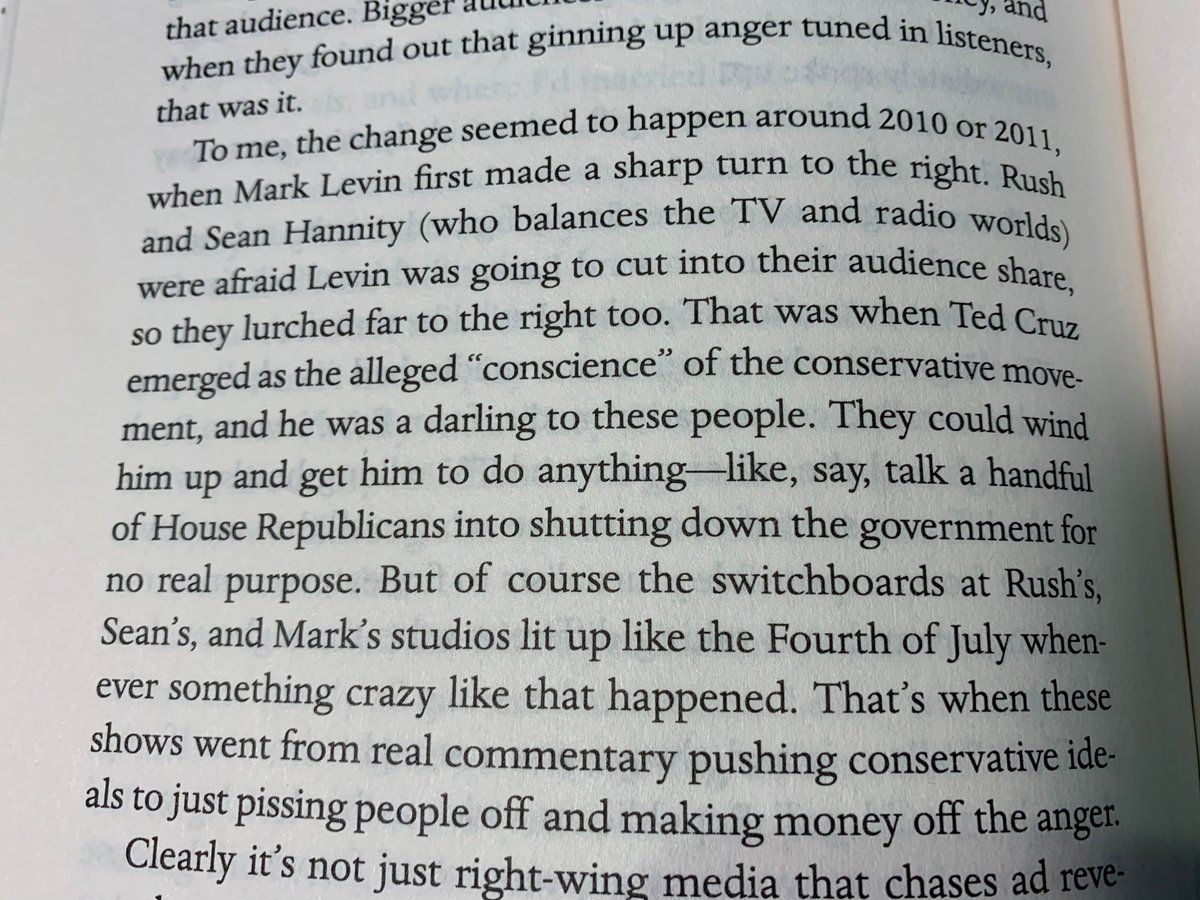 that audience. Bigger
and
when they found out that ginning up anger tuned in listeners,
that was it.
To me, the change seemed to happen around 2010 or 2011,
when Mark Levin first made a sharp turn to the right. Rush
and Sean Hannity (who balances the TV and radio worlds)
were afraid Levin was going to cut into their audience share,
so they lurched far to the right too. That was when Ted Cruz
emerged as the alleged “conscience” of the conservative move-
ment, and he was a darling to these people. They could wind
him up and get him to do anything—like, say, talk a handful
of House Republicans into shutting down the government for
no real purpose. But of course the switchboards at Rush’s,
Sean’s, and Mark’s studios lit up like the Fourth of July when-
ever something crazy like that happened. That’s when these
shows went from real commentary pushing conservative ide-
als to just pissing people off and making money off the anger.
Clearly it’s not just right-wing media that chases ad reve-